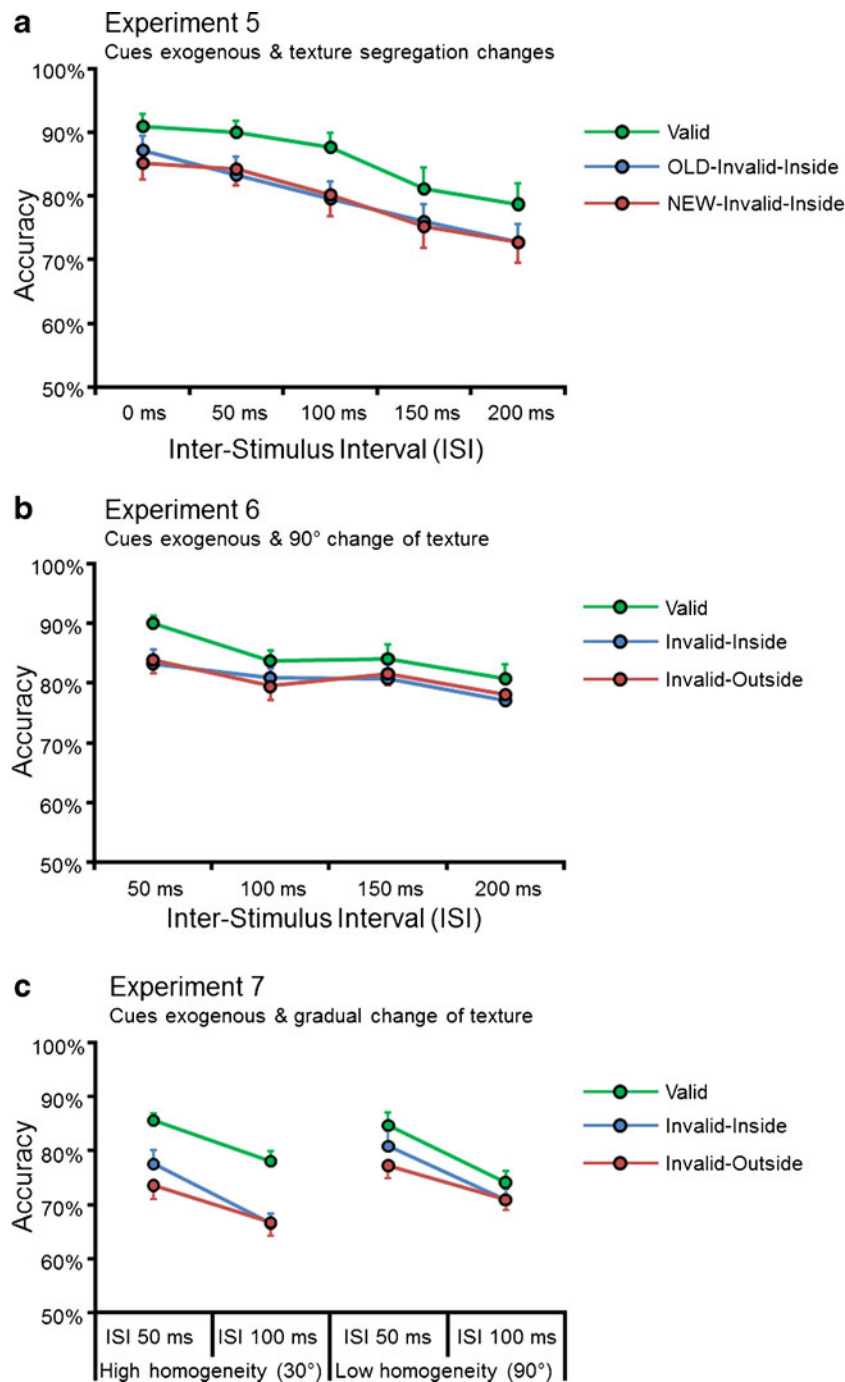 a Experiment 5
Cues exogenous & texture segregation changes
100%
90%
80%
70%
60%
50%
Accuracy
0 ms 50 ms 100 ms 150 ms 200 ms
Inter-Stimulus Interval (ISI)
Valid
OLD-Invalid-Inside
NEW-Invalid-Inside
b Experiment 6
Cues exogenous & 90° change of texture
100%
90%
80%
70%
60%
50%
Accuracy
50 ms 100 ms 150 ms 200 ms
Inter-Stimulus Interval (ISI)
Valid
Invalid-Inside
Invalid-Outside
c Experiment 7
Cues exogenous & gradual change of texture
100%
90%
80%
70%
60%
50%
Accuracy
ISI 50 ms ISI 100 ms ISI 50 ms ISI 100 ms
High homogeneity (30°) Low homogeneity (90°)
Valid
Invalid-Inside
Invalid-Outside